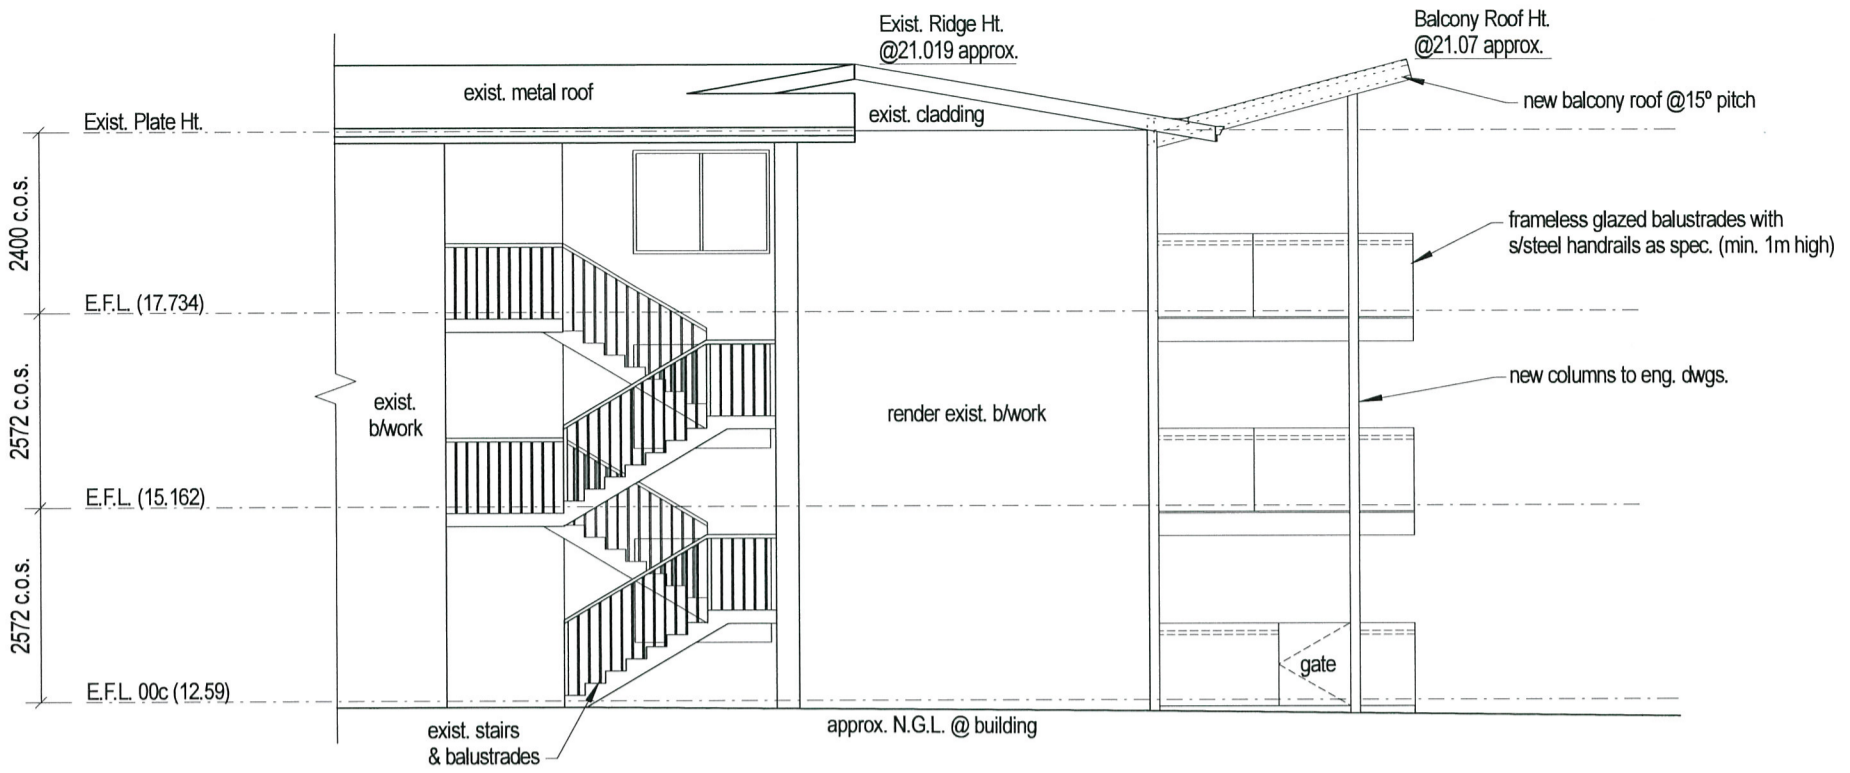 Exist. Ridge Ht.
@21.019 approx.
Balcony Roof Ht.
@21.07 approx.
exist. metal roof
new balcony roof @15º pitch
Exist. Plate Ht.
exist. cladding
2400 c.o.s.
frameless glazed balustrades with
s/steel handrails as spec. (min. 1m high)
E.F.L. (17.734)
2572 c.o.s.
new columns to eng. dwgs.
exist.
b/work
render exist. b/work
E.F.L. (15.162)
2572 c.o.s.
gate
E.F.L. 00c (12.59)
exist. stairs
& balustrades
approx. N.G.L. @ building